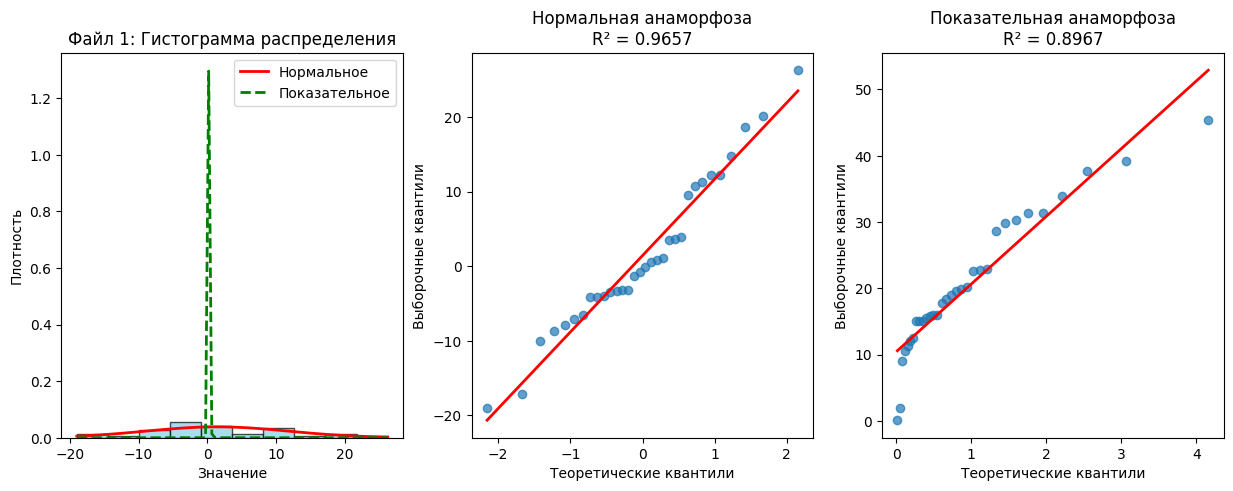 Файл 1: Гистограмма распределения
Нормальное
Показательное
Плотность
1.2
1.0
0.8
0.6
0.4
0.2
0.0
−20
−10
0
10
20
Значение
Нормальная анаморфоза
R² = 0.9657
Выборочные квантили
20
10
0
−10
−20
−2
−1
0
1
2
Теоретические квантили
Показательная анаморфоза
R² = 0.8967
Выборочные квантили
50
40
30
20
10
0
0
1
2
3
4
Теоретические квантили